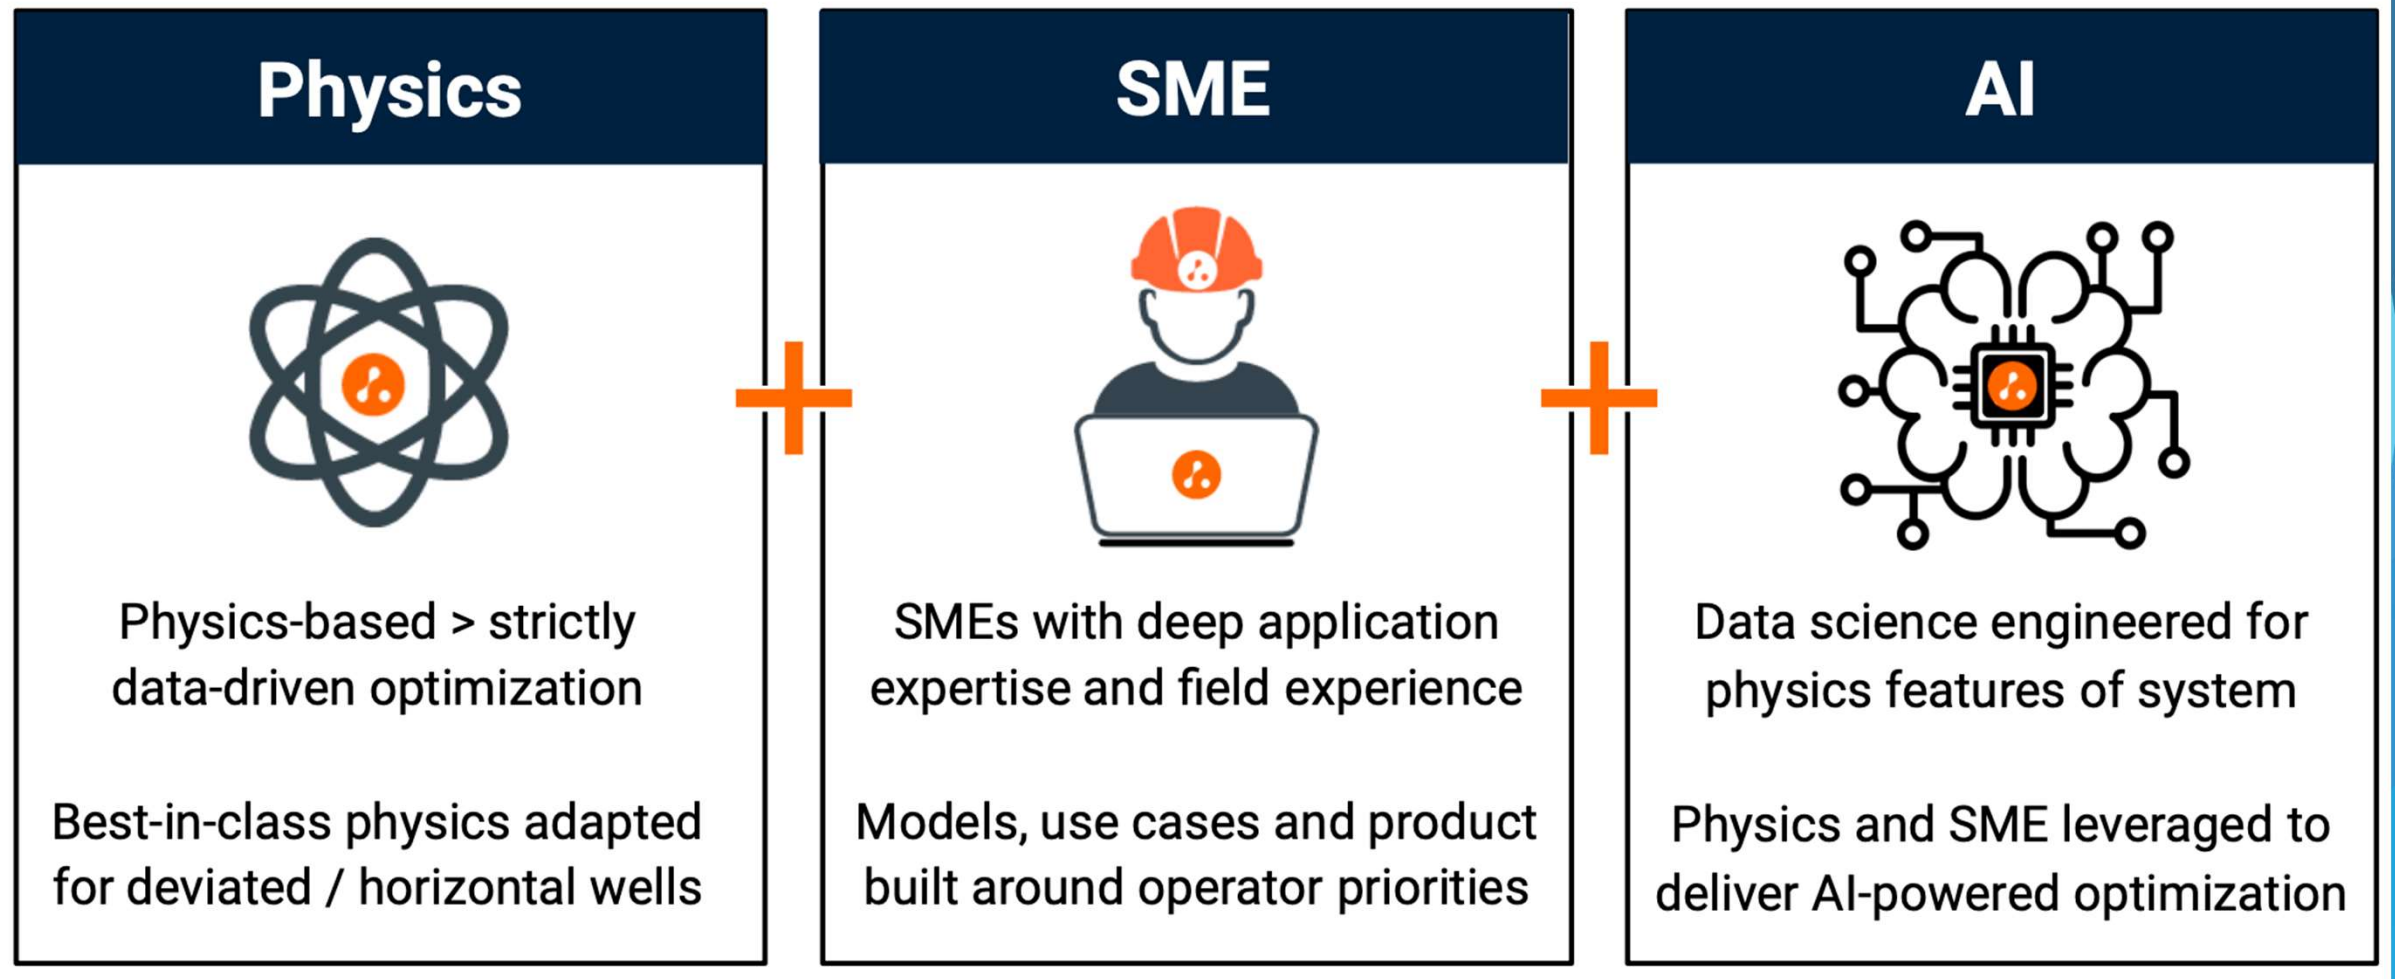 Physics
Physics-based > strictly
data-driven optimization
Best-in-class physics adapted
for deviated / horizontal wells
SME
SMEs with deep application
expertise and field experience
Models, use cases and product
built around operator priorities
AI
Data science engineered for
physics features of system
Physics and SME leveraged to
deliver AI-powered optimization